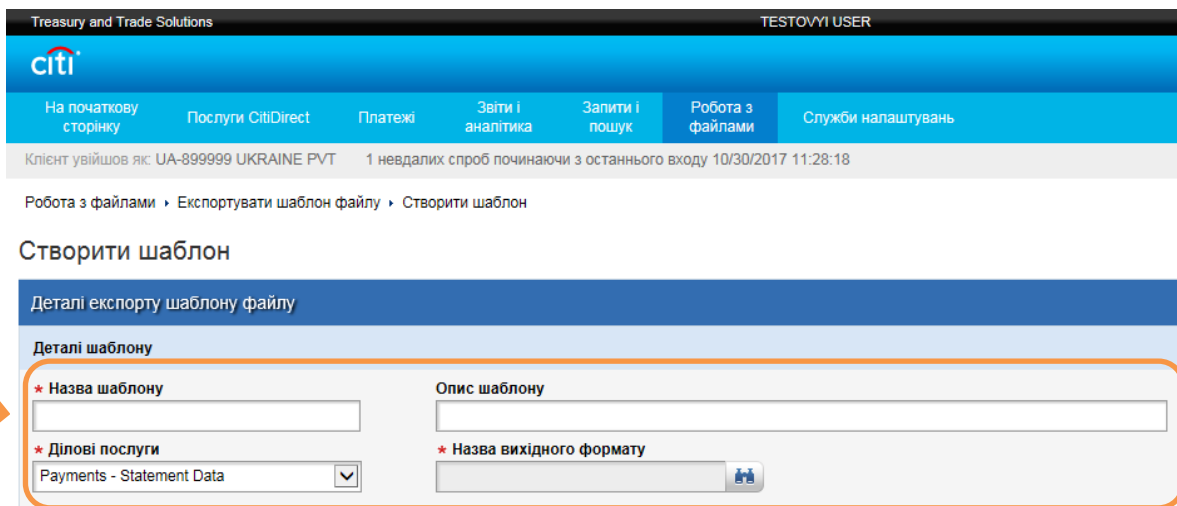 Treasury and Trade Solutions TESTOVYI USER
citi
На початкову сторінку Послуги CitiDirect Платежі Звіти і аналітика Запити і пошук Робота з файлами Служби налаштувань
Клієнт увійшов як: UA-899999 UKRAINE PVT 1 невдалих спроб починаючи з останнього входу 10/30/2017 11:28:18
Робота з файлами ▸ Експортувати шаблон файлу ▸ Створити шаблон
Створити шаблон
Деталі експорту шаблону файлу
Деталі шаблону
* Назва шаблону Опис шаблону
* Ділові послуги * Назва вихідного формату
Payments - Statement Data